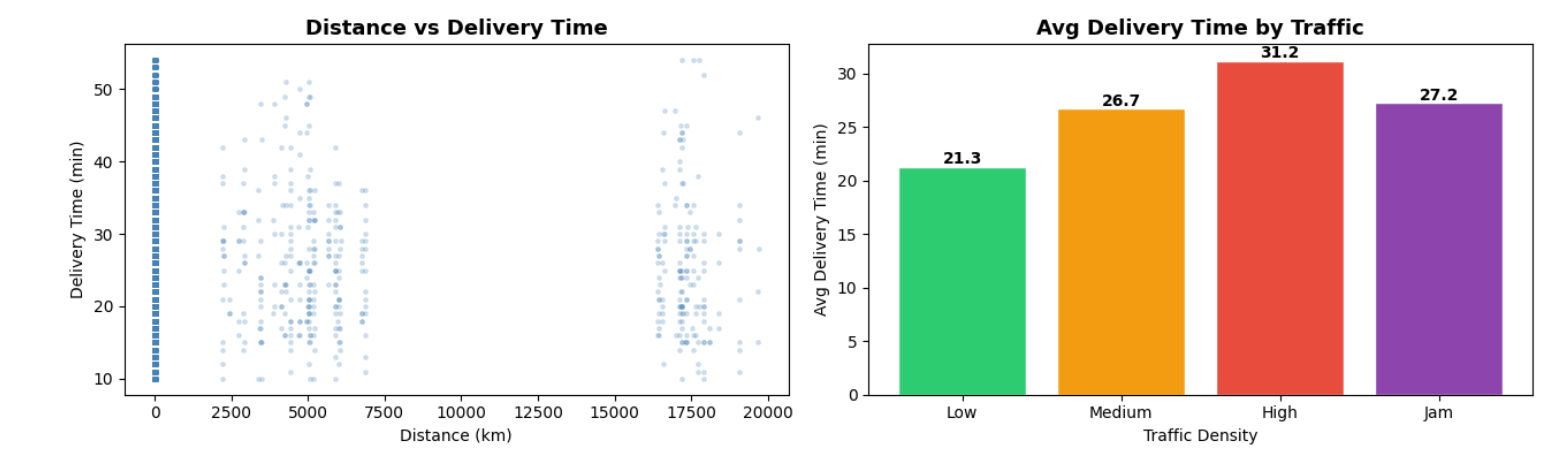 Distance vs Delivery Time
Delivery Time (min)
50
40
30
20
10
0 2500 5000 7500 10000 12500 15000 17500 20000
Distance (km)
Avg Delivery Time by Traffic
Avg Delivery Time (min)
30
25
20
15
10
5
0
21.3
26.7
31.2
27.2
Low Medium High Jam
Traffic Density